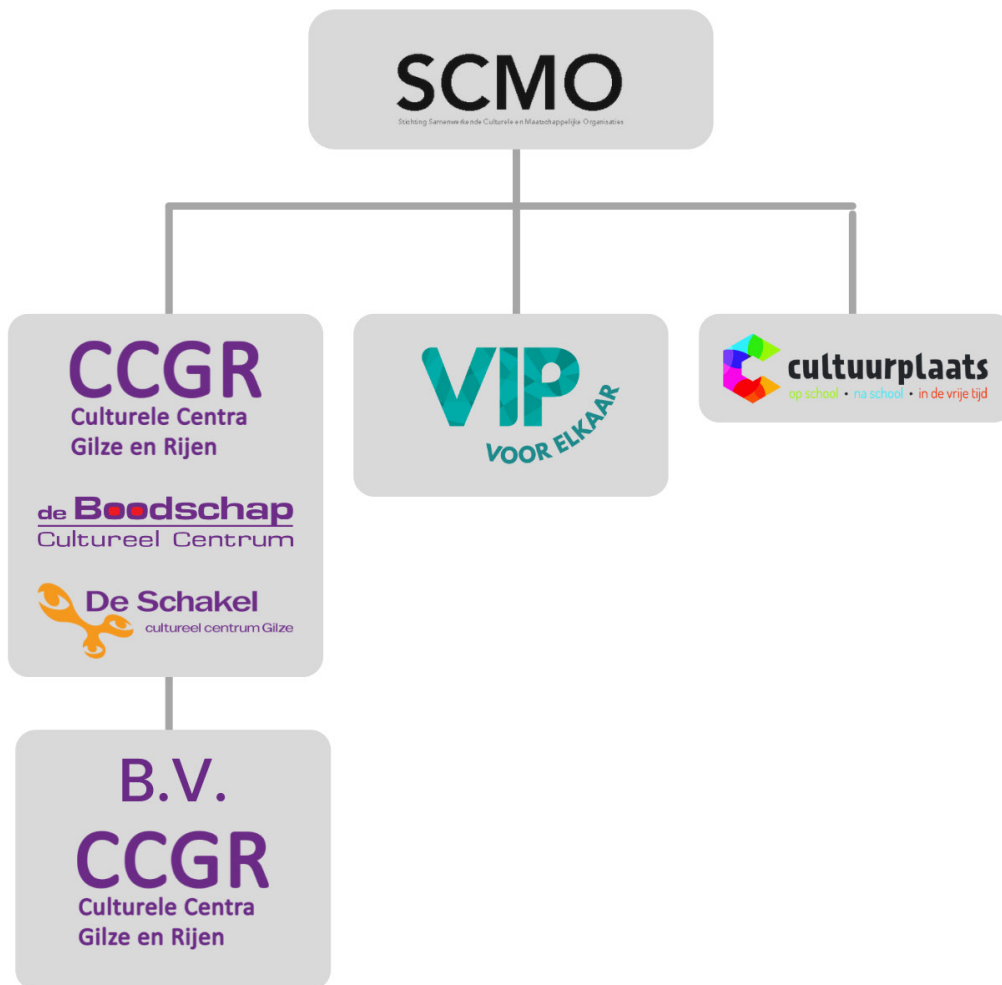 SCMO
Stichting Samenwerkende Culturele en Maatschappelijke Organisaties
CCGR
Culturele Centra
Gilze en Rijen
de Boodschap
Cultureel Centrum
De Schakel
cultureel centrum Gilze
VIP
VOOR ELKAAR
cultuurplaats
op school • na school • in de vrije tijd
B.V.
CCGR
Culturele Centra
Gilze en Rijen